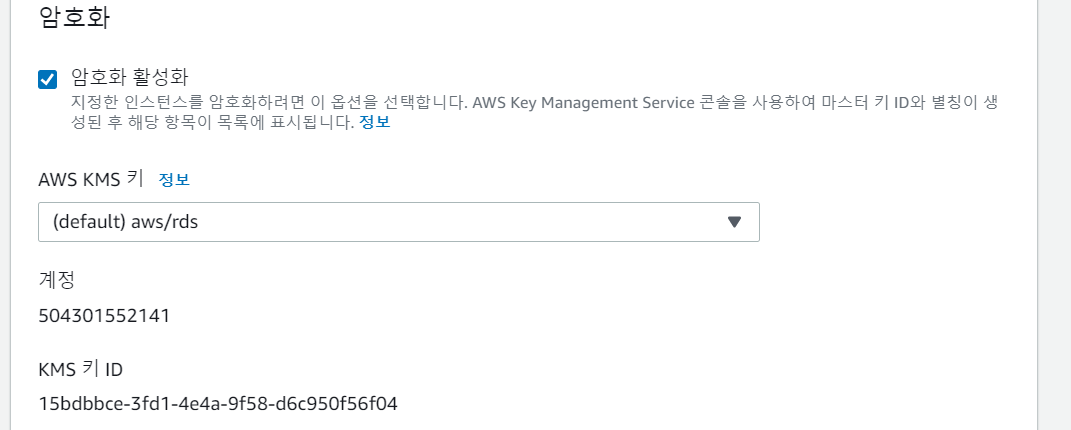 암호화
암호화 활성화
지정한 인스턴스를 암호화하려면 이 옵션을 선택합니다. AWS Key Management Service 콘솔을 사용하여 마스터 키 ID와 별칭이 생
성된 후 해당 항목이 목록에 표시됩니다. 정보
AWS KMS 키 정보
(default) aws/rds
계정
504301552141
KMS 키 ID
15bdbbce-3fd1-4e4a-9f58-d6c950f56f04